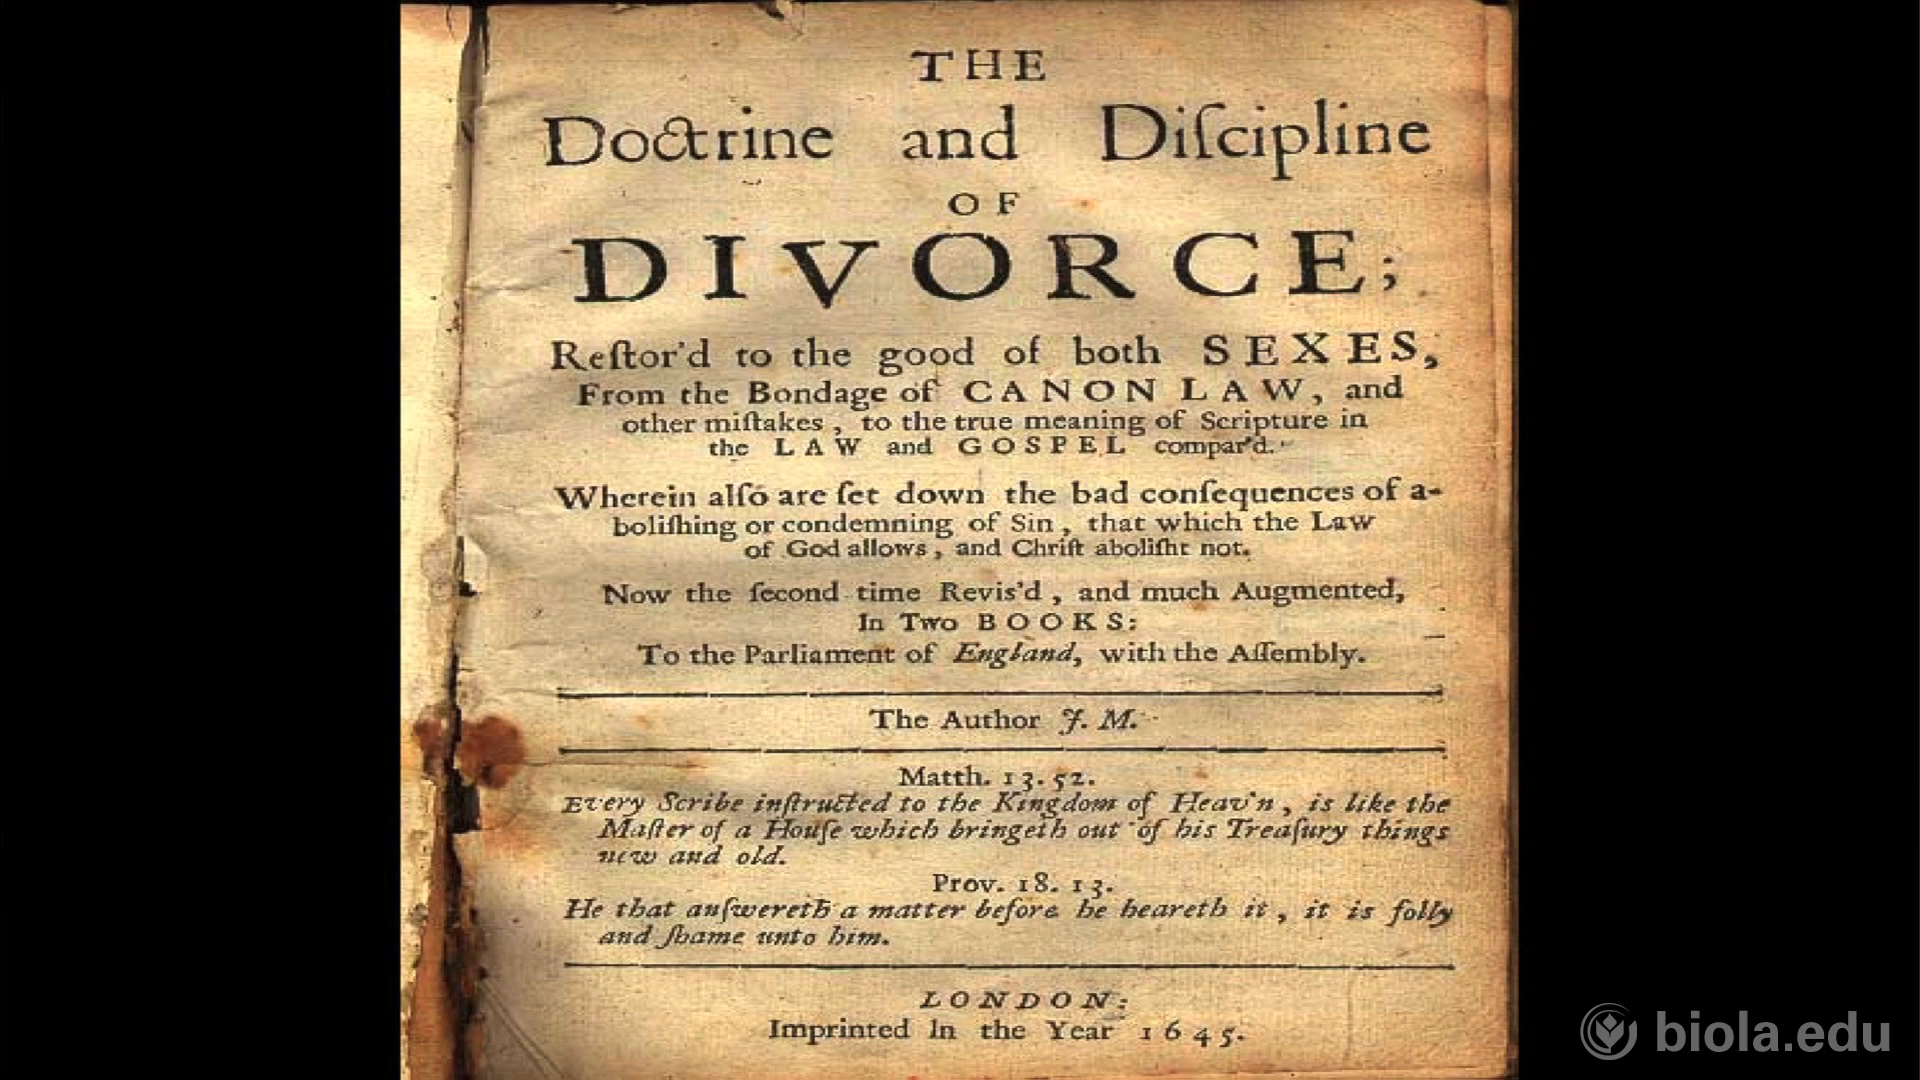 THE
Doctrine and Diſcipline
OF
DIVORCE;
Reſtor'd to the good of both SEXES,
From the Bondage of CANON LAW, and
other miſtakes, to the true meaning of Scripture in
the LAW and GOSPEL compar'd.
Wherein alſo are ſet down the bad conſequences of a-
boliſhing or condemning of Sin, that which the Law
of God allows, and Chriſt aboliſht not.
Now the ſecond time Revis'd, and much Augmented,
In Two BOOKS:
To the Parliament of England, with the Aſſembly.
The Author J. M.
Matth. 13. 52.
Every Scribe inſtructed to the Kingdom of Heav'n, is like the
Maſter of a Houſe which bringeth out of his Treaſury things
new and old.
Prov. 18. 13.
He that anſwereth a matter before he heareth it, it is folly
and ſhame unto him.
LONDON:
Imprinted In the Year 1645.
biola.edu